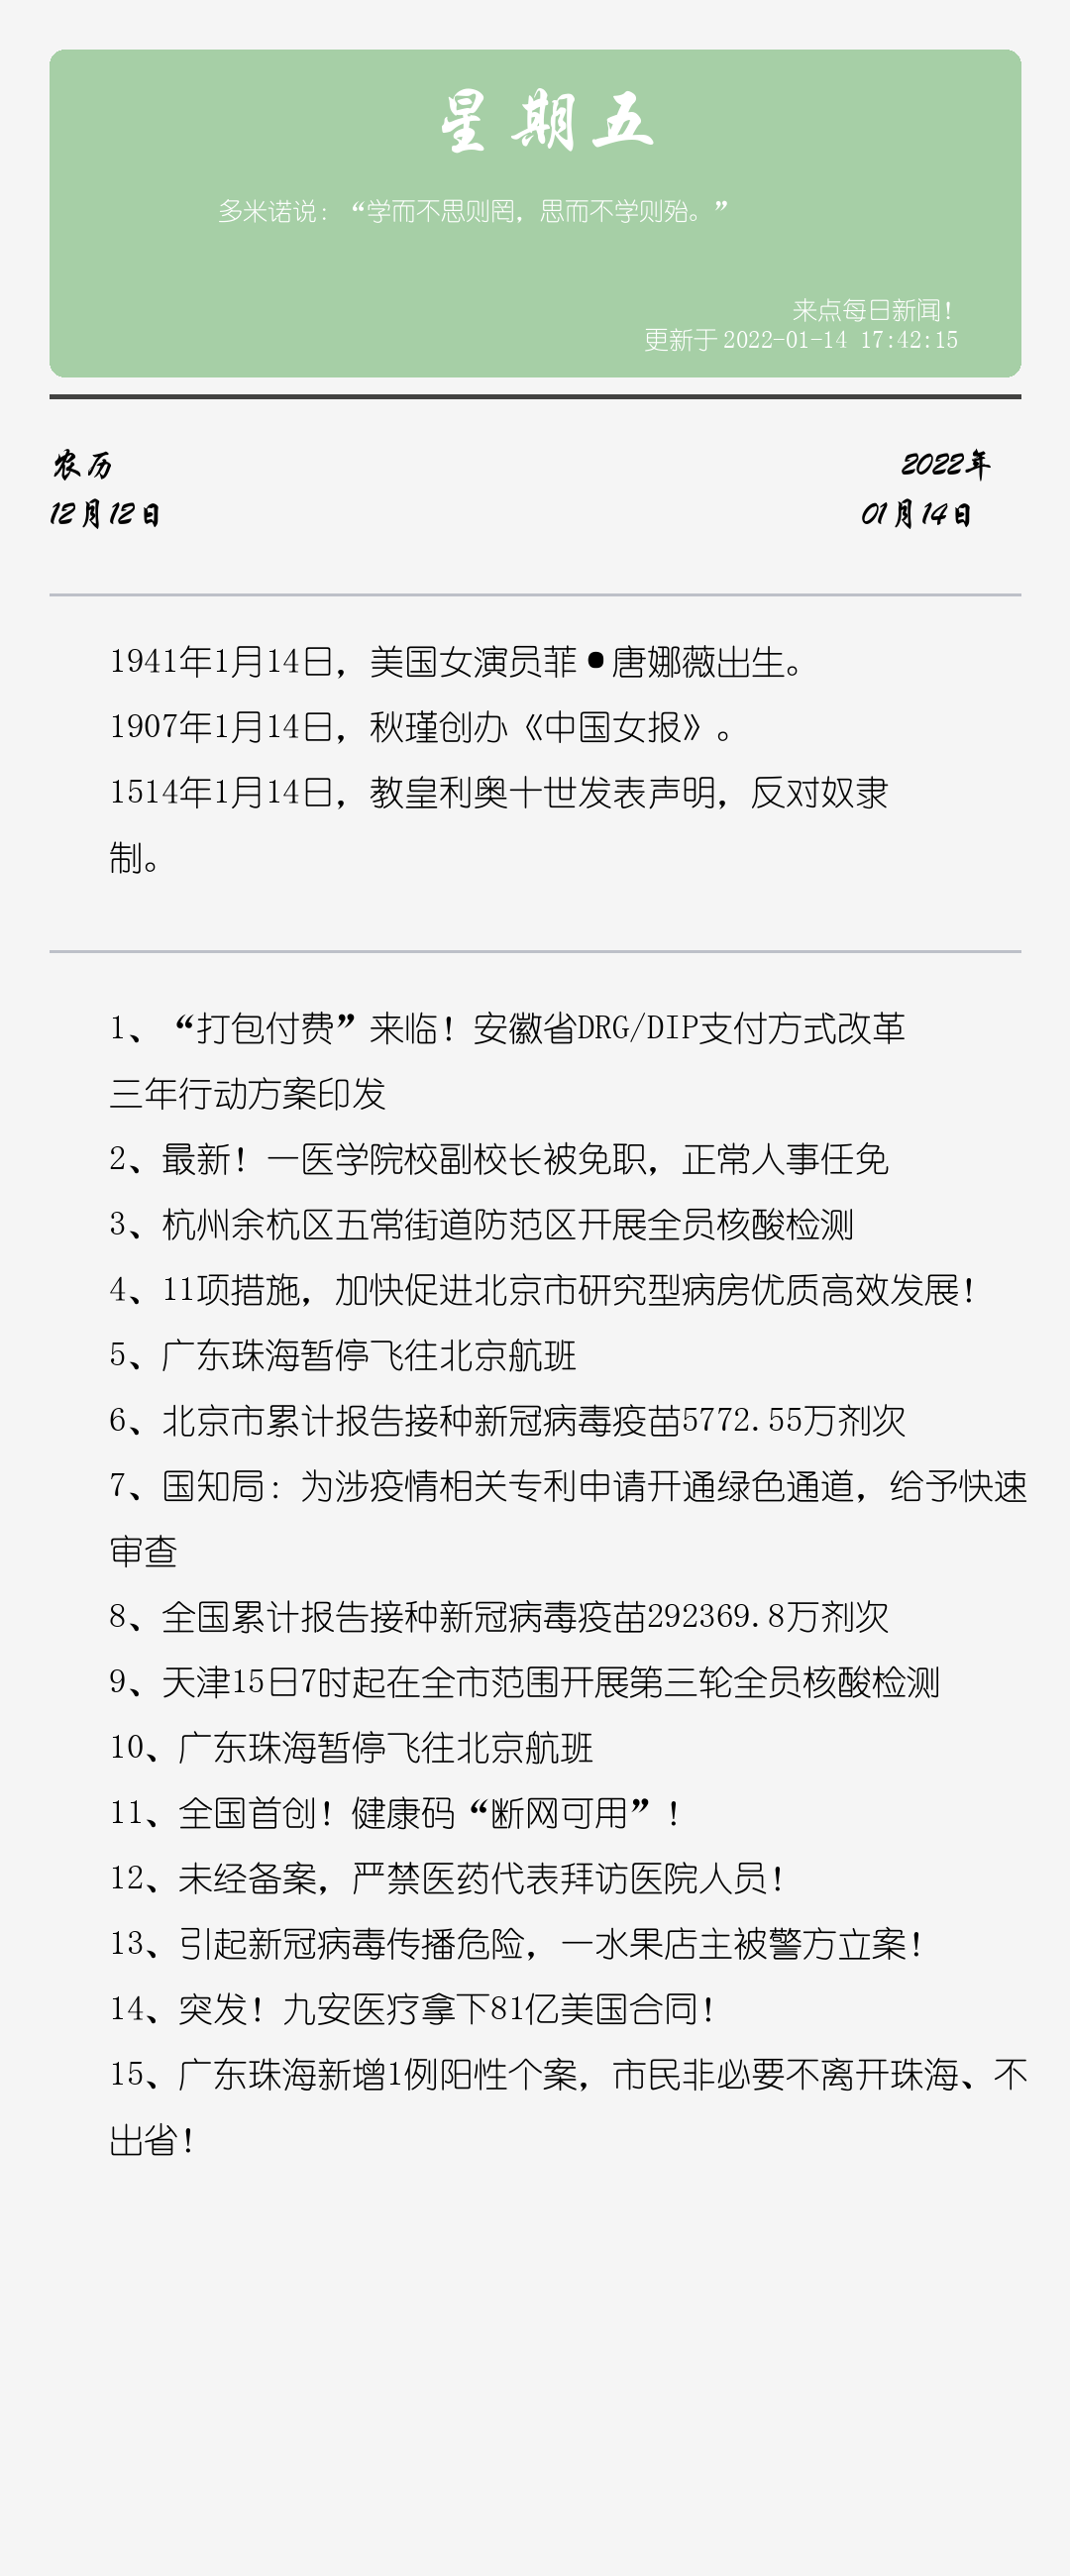 星期五
多米诺说：“学而不思则罔，思而不学则殆。”
来点每日新闻！
更新于 2022-01-14 17:42:15
农历
12月12日
2022年
01月14日
1941年1月14日，美国女演员菲•唐娜薇出生。
1907年1月14日，秋瑾创办《中国女报》。
1514年1月14日，教皇利奥十世发表声明，反对奴隶
制。
1、“打包付费”来临！安徽省DRG/DIP支付方式改革
三年行动方案印发
2、最新！一医学院校副校长被免职，正常人事任免
3、杭州余杭区五常街道防范区开展全员核酸检测
4、11项措施，加快促进北京市研究型病房优质高效发展！
5、广东珠海暂停飞往北京航班
6、北京市累计报告接种新冠病毒疫苗5772.55万剂次
7、国知局：为涉疫情相关专利申请开通绿色通道，给予快速
审查
8、全国累计报告接种新冠病毒疫苗292369.8万剂次
9、天津15日7时起在全市范围开展第三轮全员核酸检测
10、广东珠海暂停飞往北京航班
11、全国首创！健康码“断网可用”！
12、未经备案，严禁医药代表拜访医院人员！
13、引起新冠病毒传播危险，一水果店主被警方立案！
14、突发！九安医疗拿下81亿美国合同！
15、广东珠海新增1例阳性个案，市民非必要不离开珠海、不
出省！